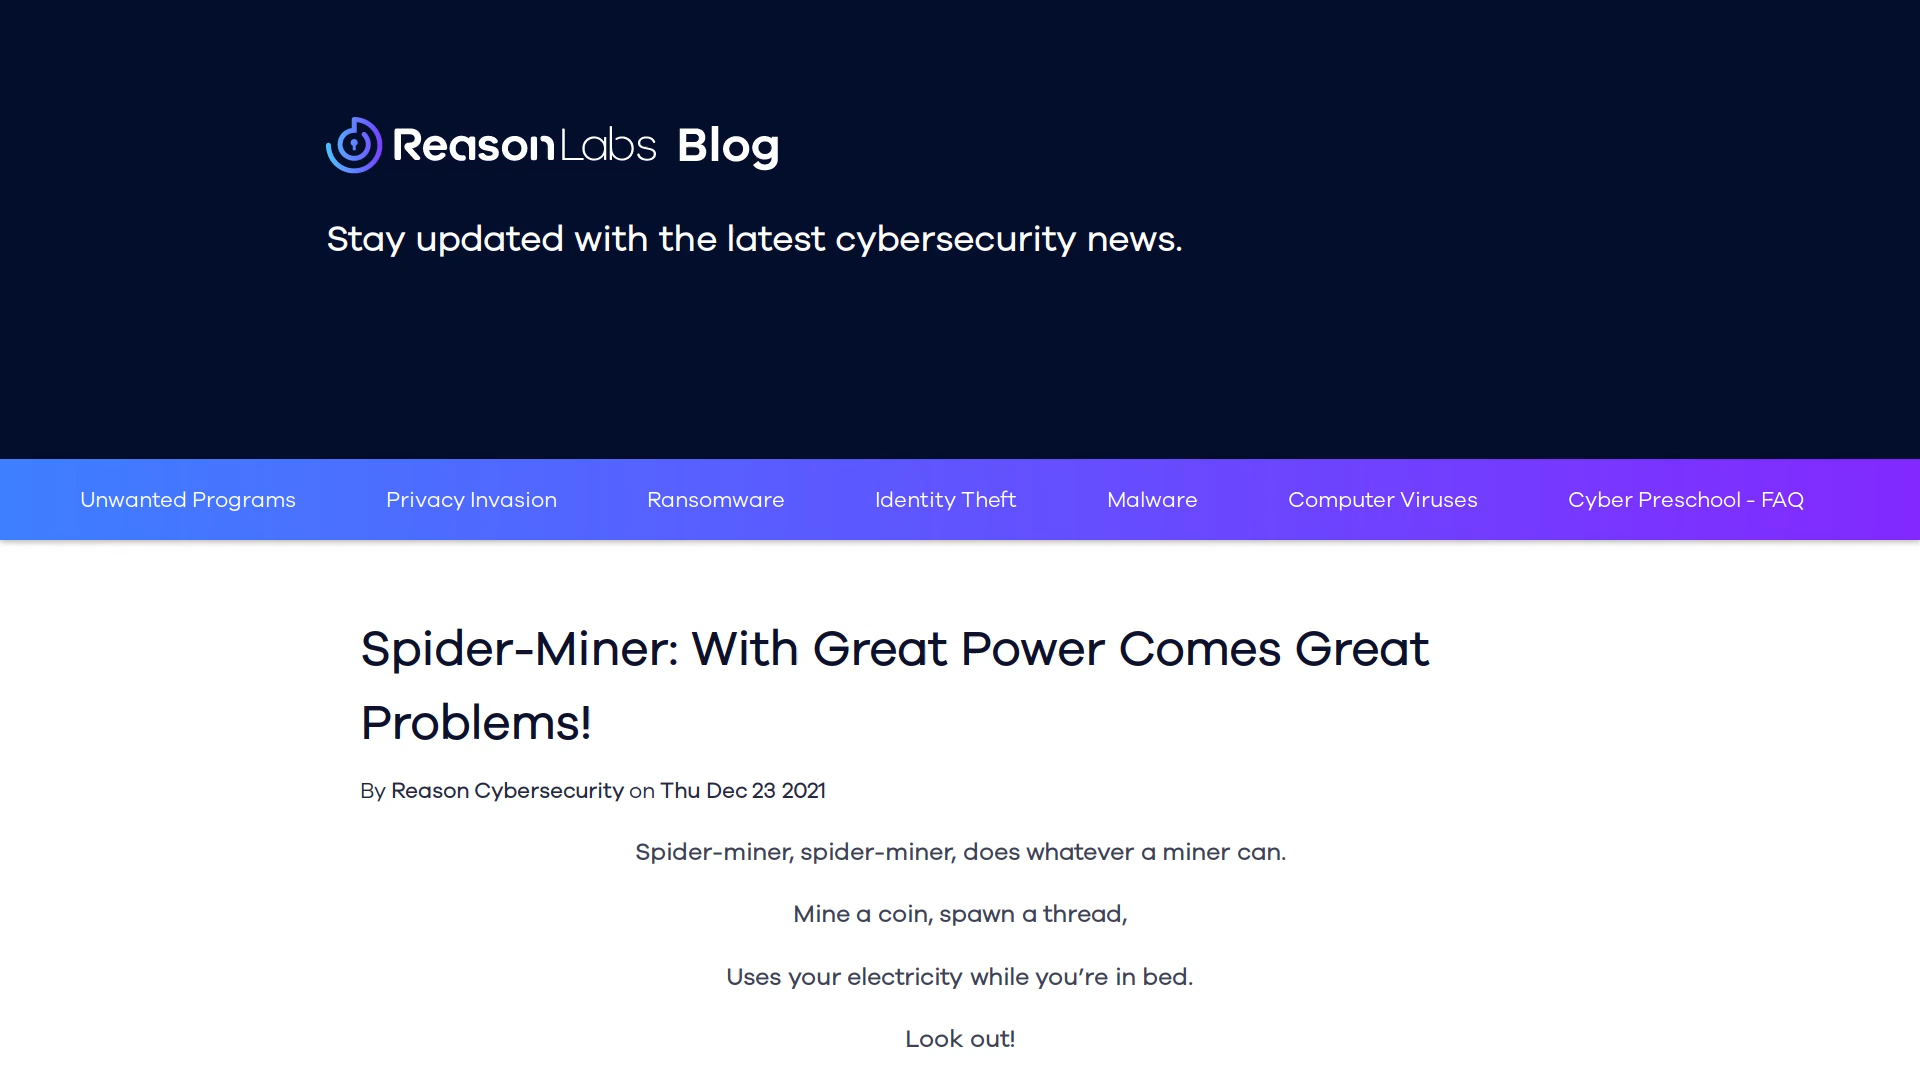 ReasonLabs Blog
Stay updated with the latest cybersecurity news.
Unwanted Programs Privacy Invasion Ransomware Identity Theft Malware Computer Viruses Cyber Preschool - FAQ
Spider-Miner: With Great Power Comes Great
Problems!
By Reason Cybersecurity on Thu Dec 23 2021
Spider-miner, spider-miner, does whatever a miner can.
Mine a coin, spawn a thread,
Uses your electricity while you’re in bed.
Look out!